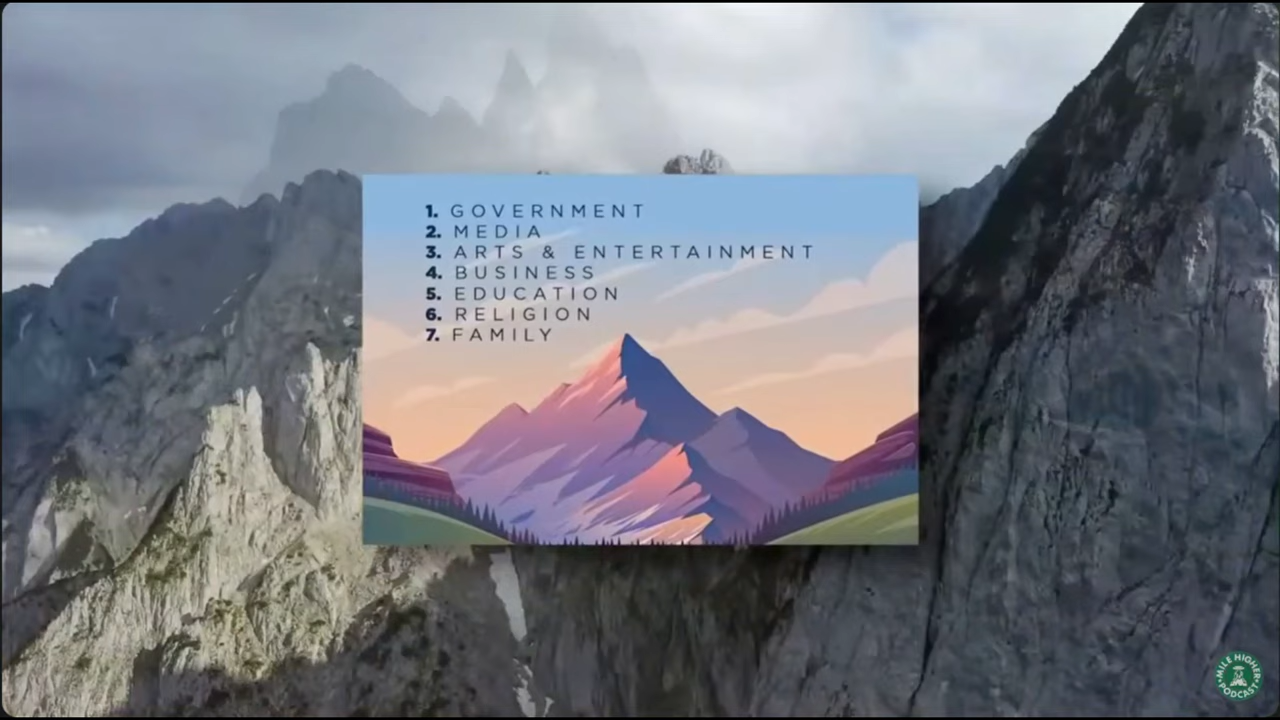 1. GOVERNMENT
2. MEDIA
3. ARTS & ENTERTAINMENT
4. BUSINESS
5. EDUCATION
6. RELIGION
7. FAMILY
MILE HIGHER
PODCAST